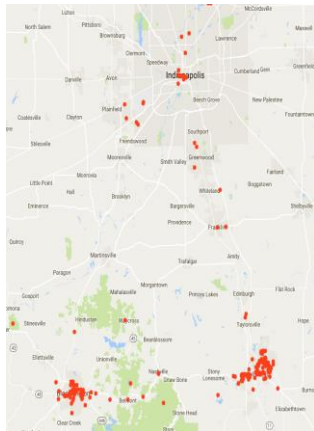 McCordsville
Lizton
North Salem
Pittsboro
Brownsburg
Lawrence
Maxwell
Clermont
Speedway
Danville
Avon
Indianapolis
Cumberland
Gem
Greenfield
Beech Grove
New Palestine
Plainfield
Coatesville
Clayton
Fountaintown
Southport
Stilesville
Friendswood
Mooresville
Smith Valley
Greenwood
Fairland
Monrovia
Little Point
Hall
Whiteland
Boggstown
Brooklyn
Eminence
Bargersville
Shelbyville
Providence
Franklin
Quincy
Martinsville
Amity
Trafalgar
Paragon
Morgantown
Flat Rock
Gosport
Mahalasville
Princes Lakes
Edinburgh
Hindustan
Taylorsville
Hope
Stinesville
Beanblossom
Ellettsville
Unionville
Nashville
Stony
Lonesome
Gnaw Bone
Belmont
Elizabethtown
Clear Creek
Stone Head